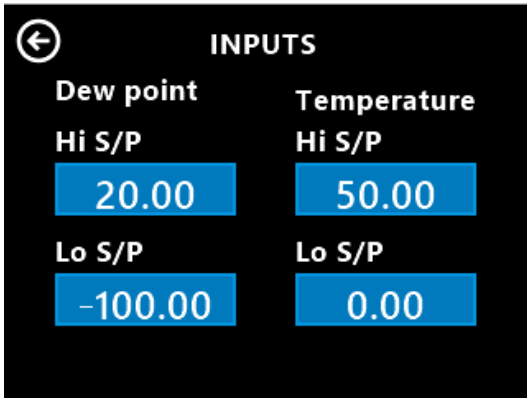 INPUTS
Dew point
Temperature
Hi S/P
Hi S/P
20.00
50.00
Lo S/P
Lo S/P
-100.00
0.00